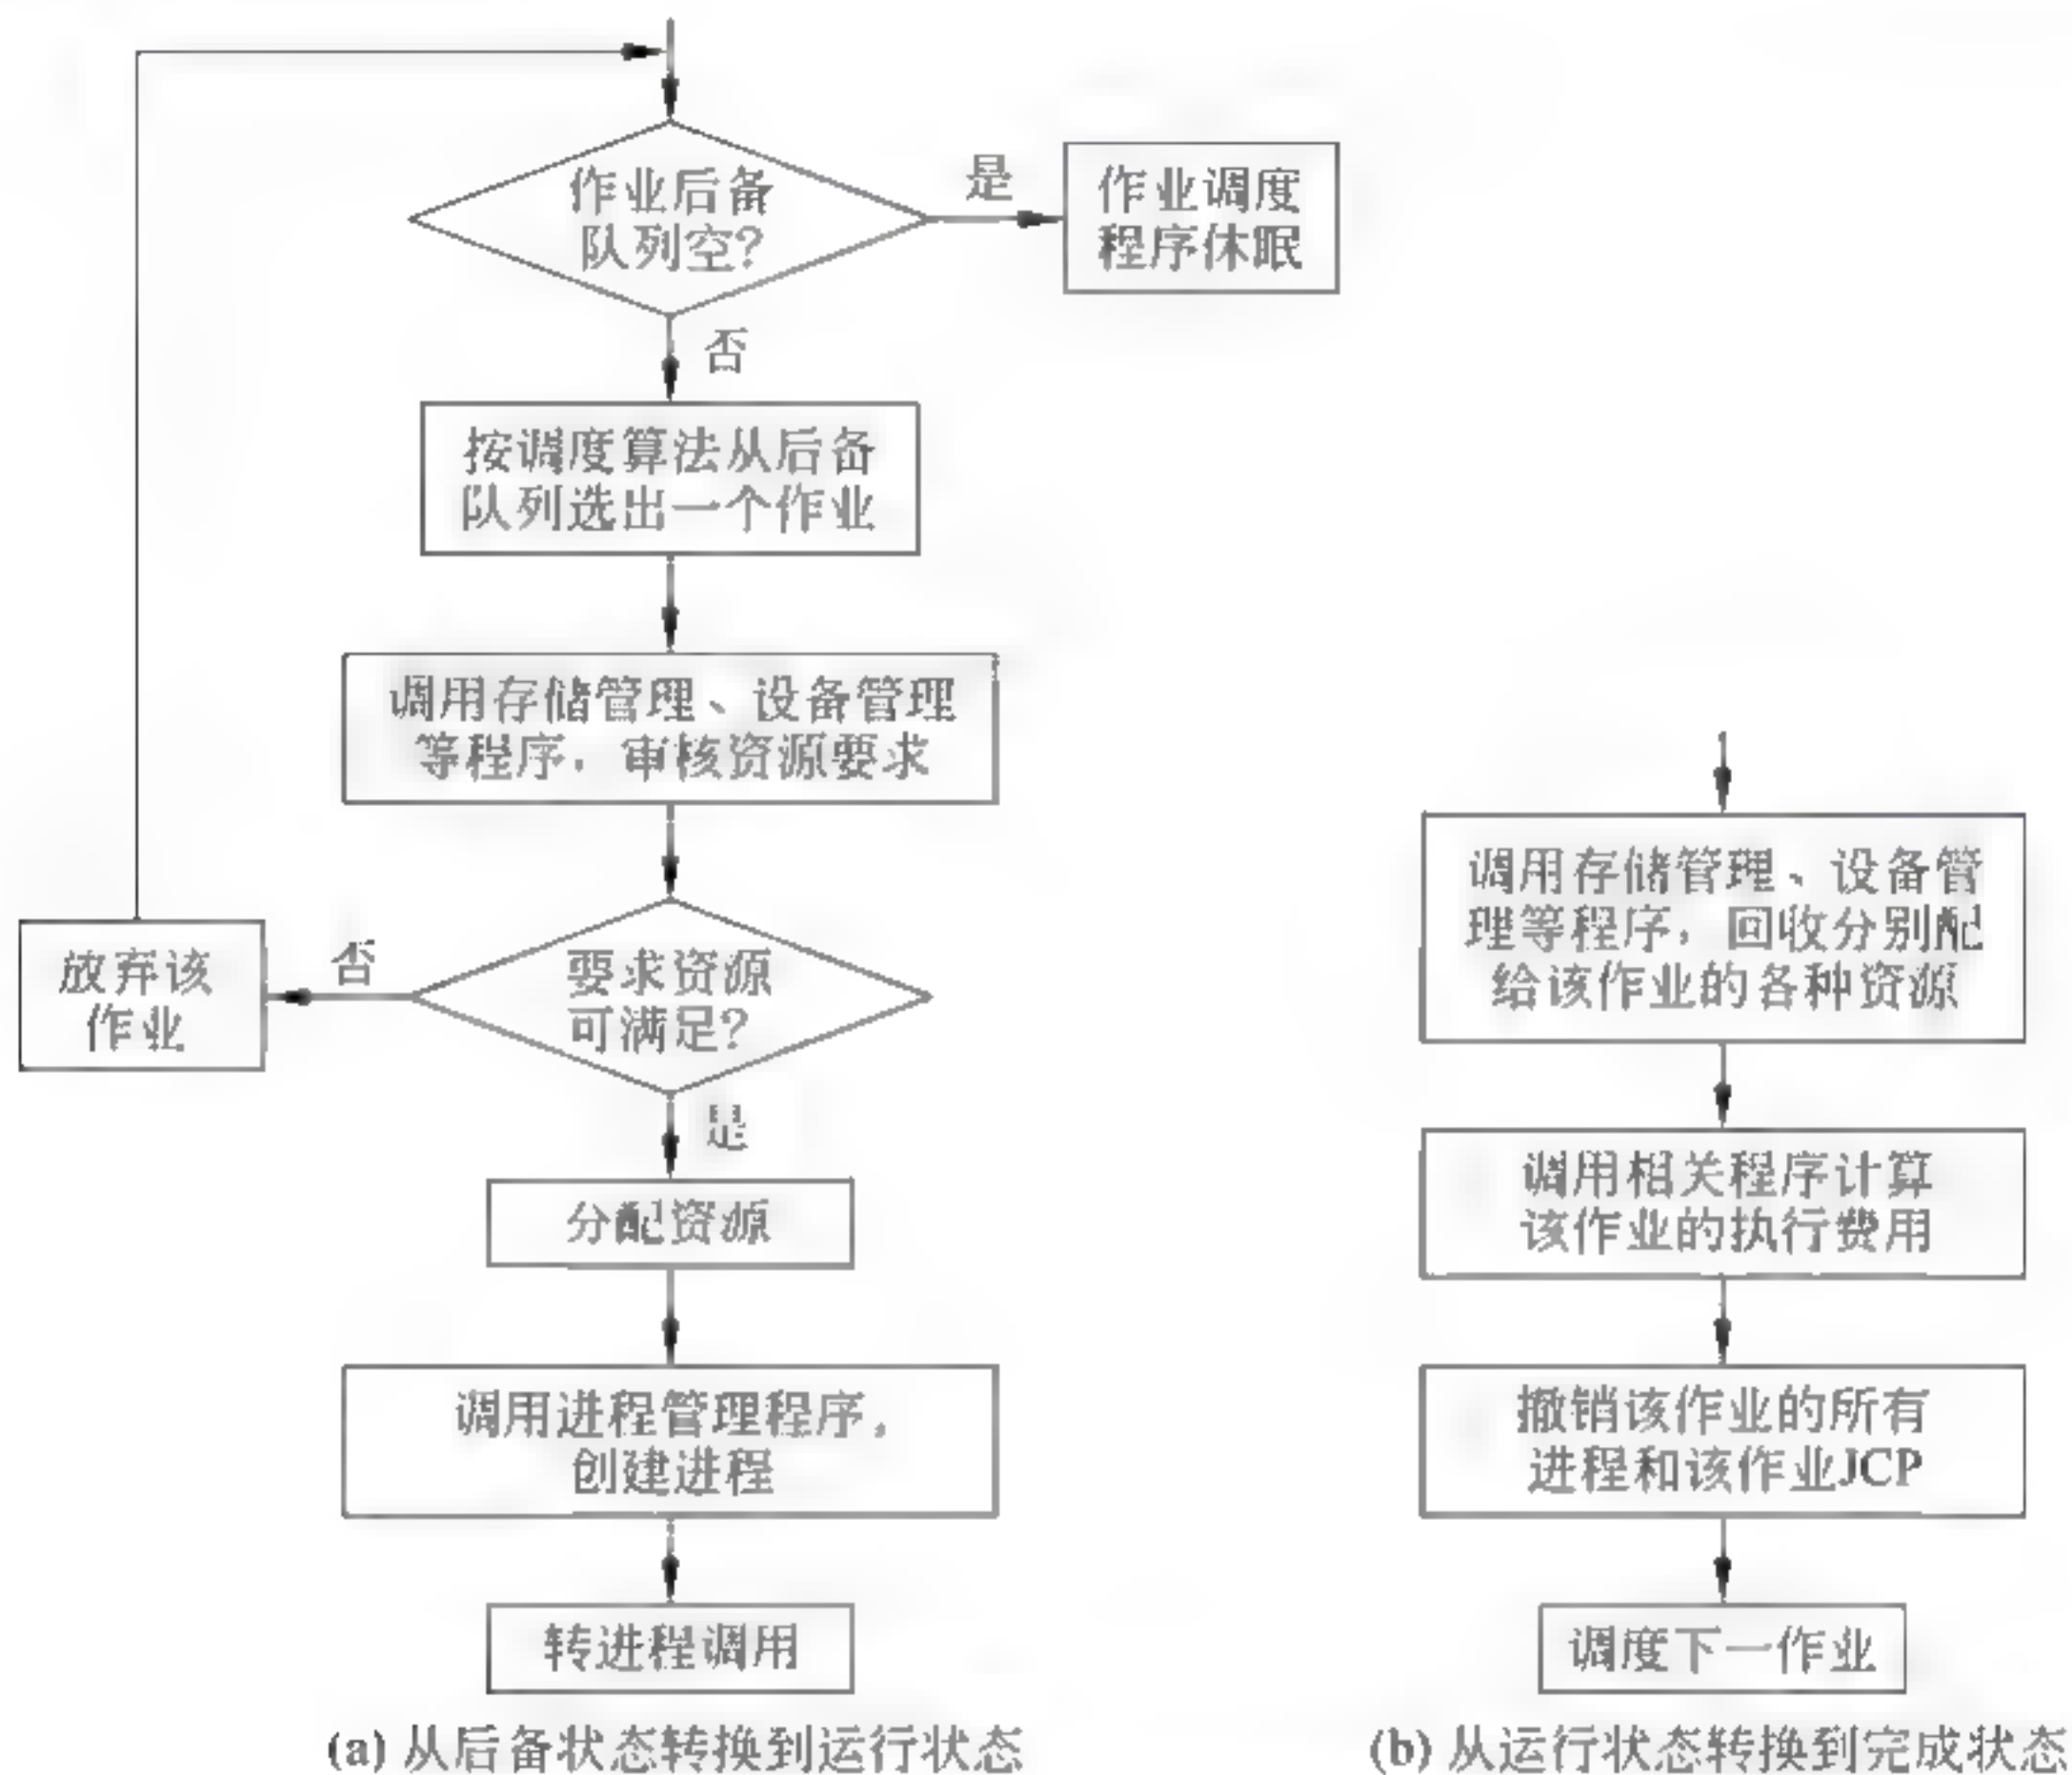 作业后备
队列空?
是
作业调度
程序休眠
否
按调度算法从后备
队列选出一个作业
调用存储管理、设备管理
等程序，审核资源要求
要求资源
可满足?
否
放弃该
作业
是
分配资源
调用进程管理程序，
创建进程
转进程调用
(a) 从后备状态转换到运行状态
调用存储管理、设备管
理等程序，回收分别配
给该作业的各种资源
调用相关程序计算
该作业的执行费用
撤销该作业的所有
进程和该作业JCP
调度下一作业
(b) 从运行状态转换到完成状态